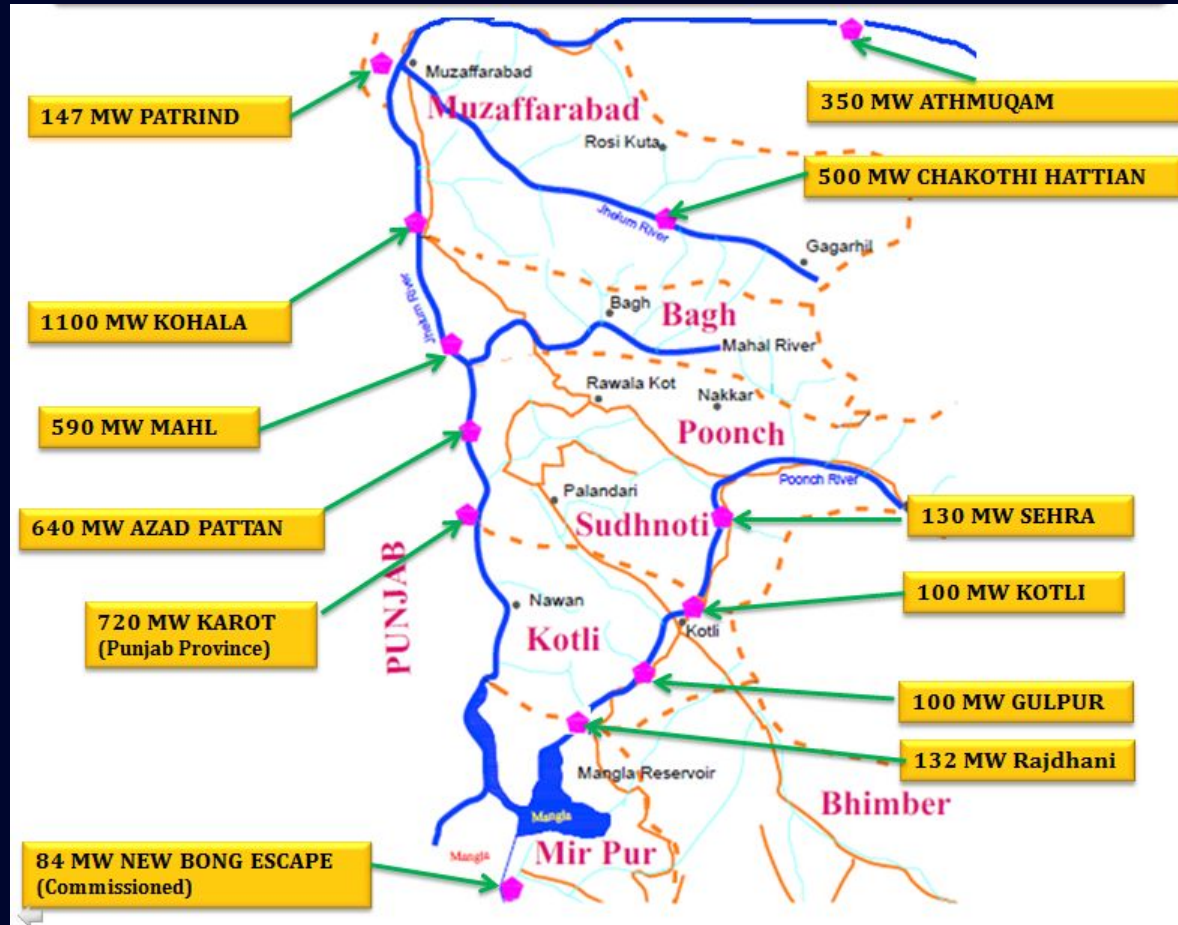 Muzaffarabad
147 MW PATRIND
Muzaffarabad
350 MW ATHMUQAM
Rosi Kuta
500 MW CHAKOTHI HATTIAN
Jhelum River
Gagarhil
1100 MW KOHALA
Jhelum River
Bagh
Bagh
Mahal River
590 MW MAHL
Rawala Kot
Nakkar
Poonch
Poonch River
640 MW AZAD PATTAN
Palandari
Sudhnoti
130 MW SEHRA
PUNJAB
720 MW KAROT
(Punjab Province)
Nawan
Kotli
Kotli
100 MW KOTLI
100 MW GULPUR
132 MW Rajdhani
Mangla Reservoir
Bhimber
Mangla
Mangla
Mir Pur
84 MW NEW BONG ESCAPE
(Commissioned)